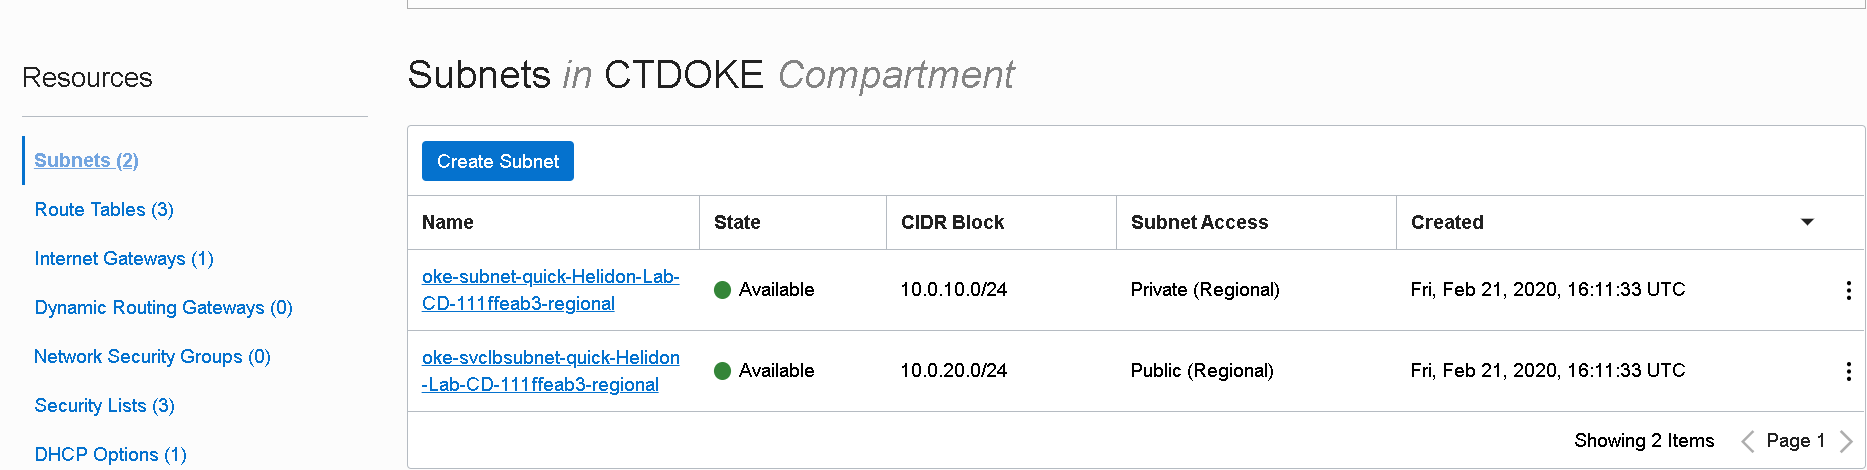 Resources
Subnets (2)
Route Tables (3)
Internet Gateways (1)
Dynamic Routing Gateways (0)
Network Security Groups (0)
Security Lists (3)
DHCP Options (1)
Subnets in CTDOKE Compartment
Create Subnet
Name State CIDR Block Subnet Access Created
oke-subnet-quick-Helidon-Lab-
CD-111ffeab3-regional
Available 10.0.10.0/24 Private (Regional) Fri, Feb 21, 2020, 16:11:33 UTC
oke-svclbsubnet-quick-Helidon
-Lab-CD-111ffeab3-regional
Available 10.0.20.0/24 Public (Regional) Fri, Feb 21, 2020, 16:11:33 UTC
Showing 2 Items Page 1